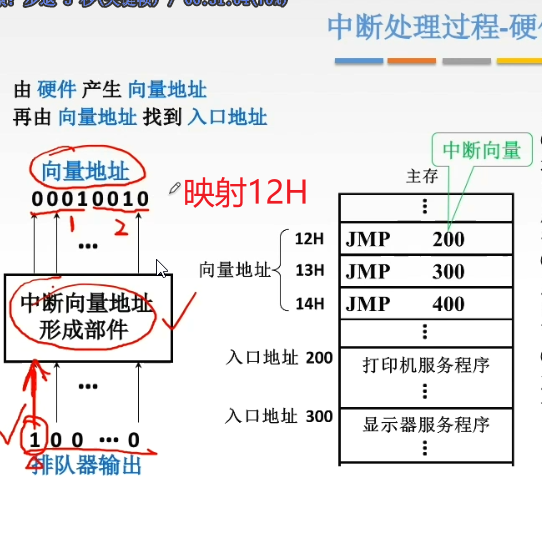 中断处理过程-硬
由 硬件 产生 向量地址
再由 向量地址 找到 入口地址
向量地址
00010010
1 2
映射12H
...
中断向量地址
形成部件
...
1 0 0 ... 0
排队器输出
中断向量
主存
⋮
向量地址
12H JMP 200
13H JMP 300
14H JMP 400
⋮
入口地址 200
打印机服务程序
⋮
入口地址 300
显示器服务程序
⋮